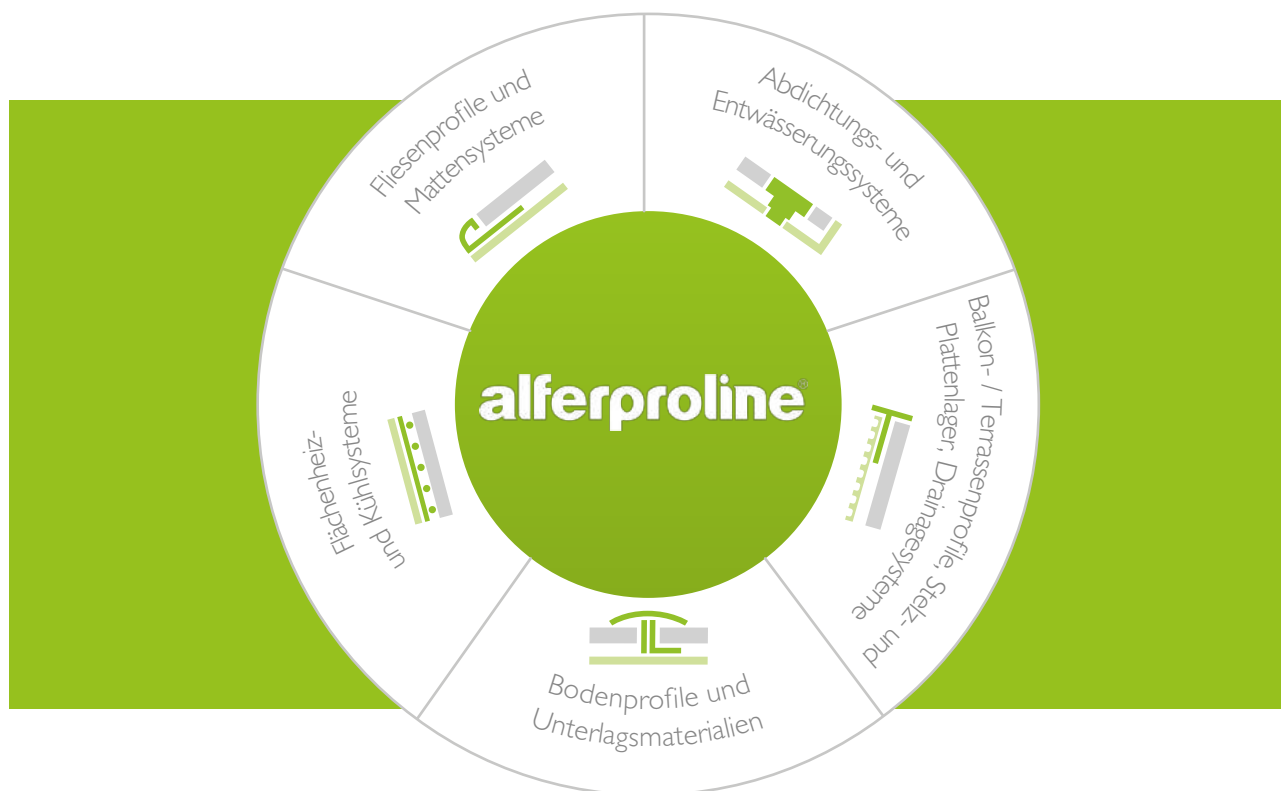 Fliesenprofile und
Mattensysteme
Abdichtungs- und
Entwässerungssysteme
Balkon- / Terrassenprofile, Stelz- und
Plattenlager, Drainagesysteme
Bodenprofile und
Unterlagsmaterialien
Flächenheiz-
und Kühlsysteme
alferproline®